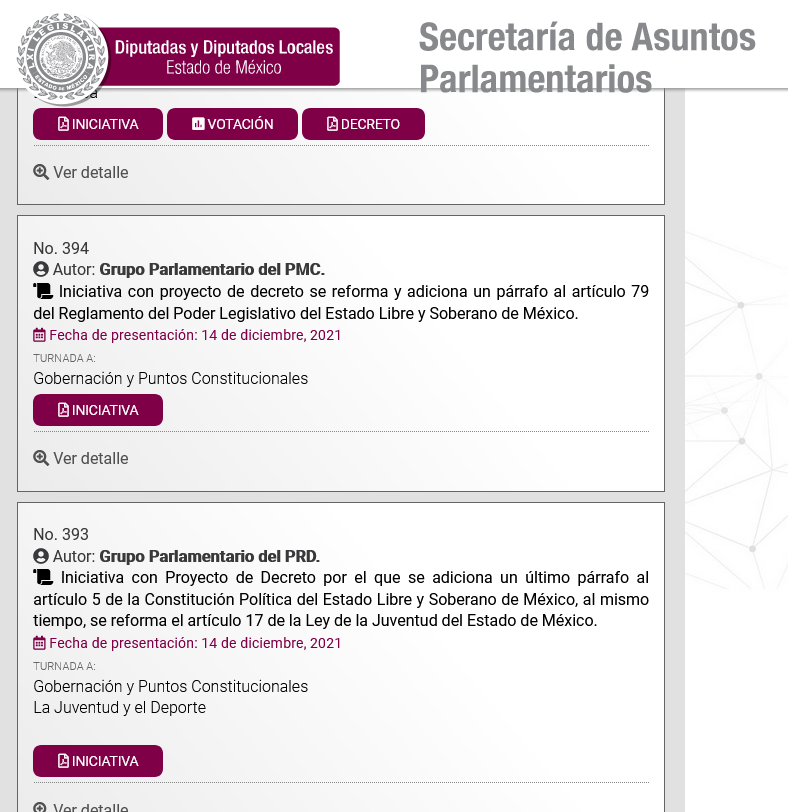 LXI LEGISLATURA
ESTADO DE MÉXICO
Diputadas y Diputados Locales
Estado de México
Secretaría de Asuntos
Parlamentarios
INICIATIVA VOTACIÓN DECRETO
Ver detalle
No. 394
Autor: Grupo Parlamentario del PMC.
Iniciativa con proyecto de decreto se reforma y adiciona un párrafo al artículo 79
del Reglamento del Poder Legislativo del Estado Libre y Soberano de México.
Fecha de presentación: 14 de diciembre, 2021
TURNADA A:
Gobernación y Puntos Constitucionales
INICIATIVA
Ver detalle
No. 393
Autor: Grupo Parlamentario del PRD.
Iniciativa con Proyecto de Decreto por el que se adiciona un último párrafo al
artículo 5 de la Constitución Política del Estado Libre y Soberano de México, al mismo
tiempo, se reforma el artículo 17 de la Ley de la Juventud del Estado de México.
Fecha de presentación: 14 de diciembre, 2021
TURNADA A:
Gobernación y Puntos Constitucionales
La Juventud y el Deporte
INICIATIVA
Ver detalle